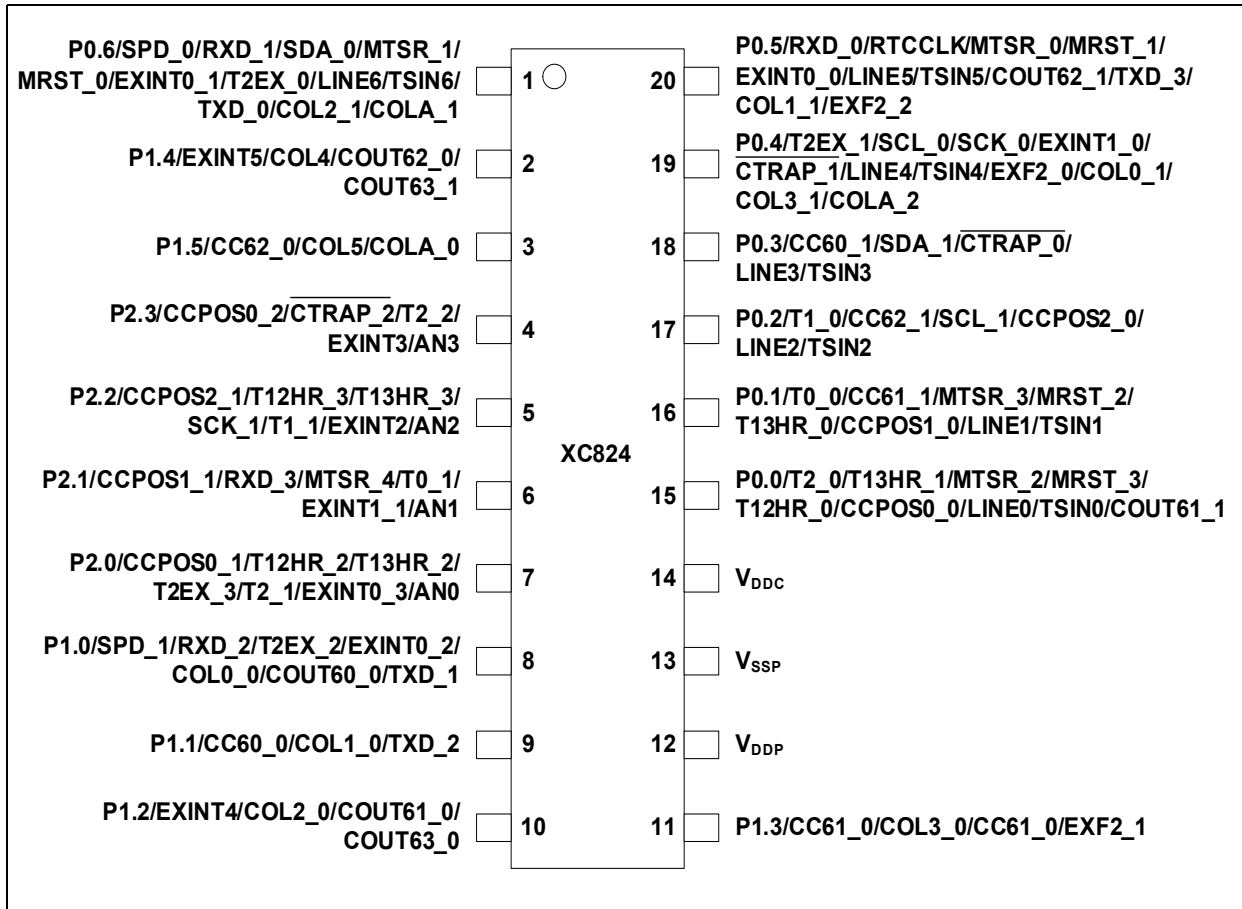 P0.6/SPD_0/RXD_1/SDA_0/MTSR_1/
MRST_0/EXINT0_1/T2EX_0/LINE6/TSIN6/
TXD_0/COL2_1/COLA_1
1
P1.4/EXINT5/COL4/COUT62_0/
COUT63_1
2
P1.5/CC62_0/COL5/COLA_0
3
P2.3/CCPOS0_2/CTRAP_2/T2_2/
EXINT3/AN3
4
P2.2/CCPOS2_1/T12HR_3/T13HR_3/
SCK_1/T1_1/EXINT2/AN2
5
P2.1/CCPOS1_1/RXD_3/MTSR_4/T0_1/
EXINT1_1/AN1
6
P2.0/CCPOS0_1/T12HR_2/T13HR_2/
T2EX_3/T2_1/EXINT0_3/AN0
7
P1.0/SPD_1/RXD_2/T2EX_2/EXINT0_2/
COL0_0/COUT60_0/TXD_1
8
P1.1/CC60_0/COL1_0/TXD_2
9
P1.2/EXINT4/COL2_0/COUT61_0/
COUT63_0
10
XC824
20
P0.5/RXD_0/RTCCLK/MTSR_0/MRST_1/
EXINT0_0/LINE5/TSIN5/COUT62_1/TXD_3/
COL1_1/EXF2_2
19
P0.4/T2EX_1/SCL_0/SCK_0/EXINT1_0/
CTRAP_1/LINE4/TSIN4/EXF2_0/COL0_1/
COL3_1/COLA_2
18
P0.3/CC60_1/SDA_1/CTRAP_0/
LINE3/TSIN3
17
P0.2/T1_0/CC62_1/SCL_1/CCPOS2_0/
LINE2/TSIN2
16
P0.1/T0_0/CC61_1/MTSR_3/MRST_2/
T13HR_0/CCPOS1_0/LINE1/TSIN1
15
P0.0/T2_0/T13HR_1/MTSR_2/MRST_3/
T12HR_0/CCPOS0_0/LINE0/TSIN0/COUT61_1
14
VDDC
13
VSSP
12
VDDP
11
P1.3/CC61_0/COL3_0/CC61_0/EXF2_1